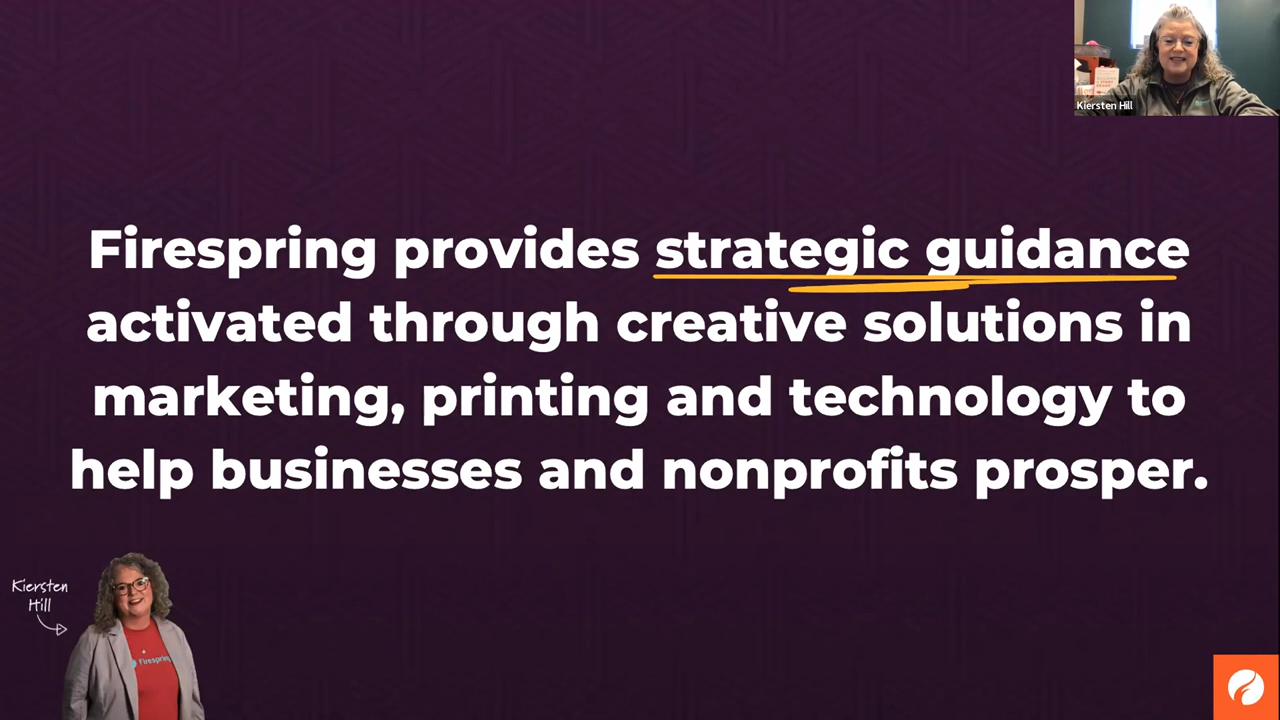 Kiersten Hill
Firespring provides strategic guidance
activated through creative solutions in
marketing, printing and technology to
help businesses and nonprofits prosper.
Kiersten
Hill
Firespring